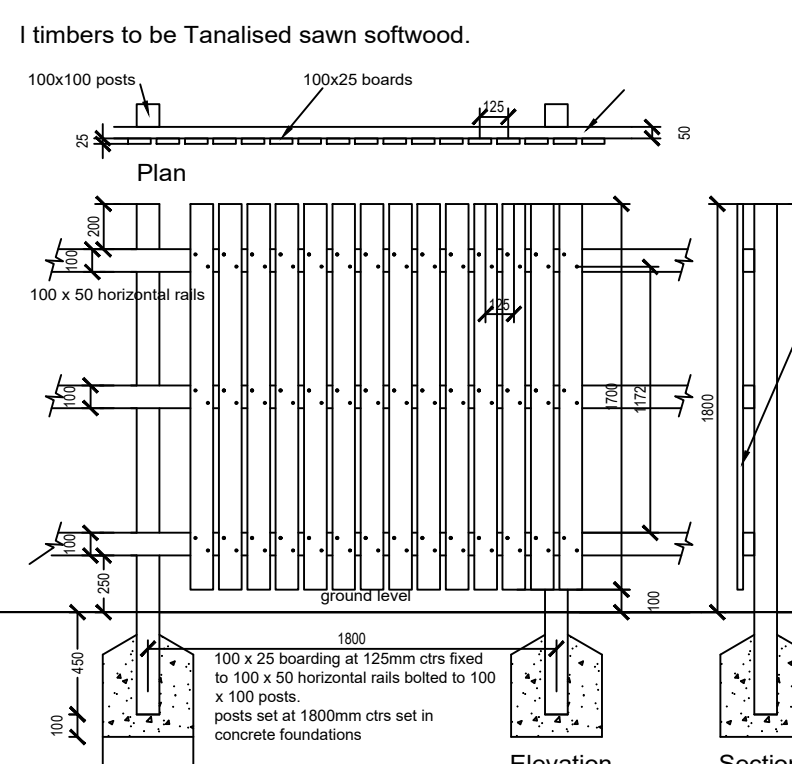 l timbers to be Tanalised sawn softwood.
100x100 posts
100x25 boards
125
25
50
Plan
200
100
100 x 50 horizontal rails
125
100
1700
1172
1800
100
250
ground level
100
1800
450
100
100 x 25 boarding at 125mm ctrs fixed
to 100 x 50 horizontal rails bolted to 100
x 100 posts.
posts set at 1800mm ctrs set in
concrete foundations
Elevation
Section